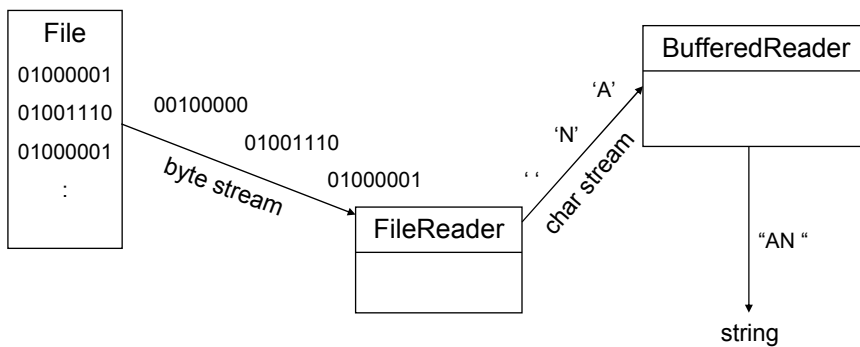 File
01000001
01001110
01000001
:
00100000
01001110
01000001
byte stream
FileReader
‘ ‘
‘N’
‘A’
char stream
BufferedReader
“AN “
string